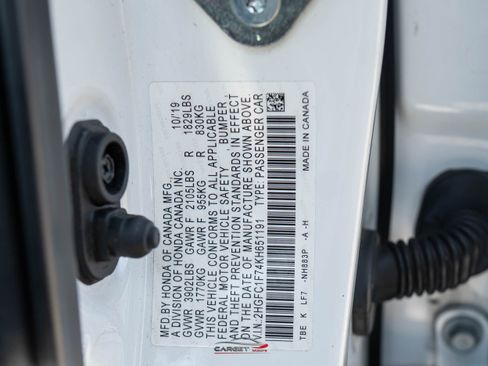 MFD BY HONDA OF CANADA MFG. 10/19
A DIVISION OF HONDA CANADA INC.
GVWR 3902LBS GAWR F 2105LBS R 1829LBS
GVWR 1770KG GAWR F 955KG R 830KG
THIS VEHICLE CONFORMS TO ALL APPLICABLE
FEDERAL MOTOR VEHICLE SAFETY BUMPER
AND THEFT PREVENTION STANDARDS IN EFFECT
ON THE DATE OF MANUFACTURE SHOWN ABOVE.
V.I.N.:2HGFC1F74KH651191 TYPE: PASSENGER CAR
TBE K LF7 -NH883P -A -H MADE IN CANADA
CARGET